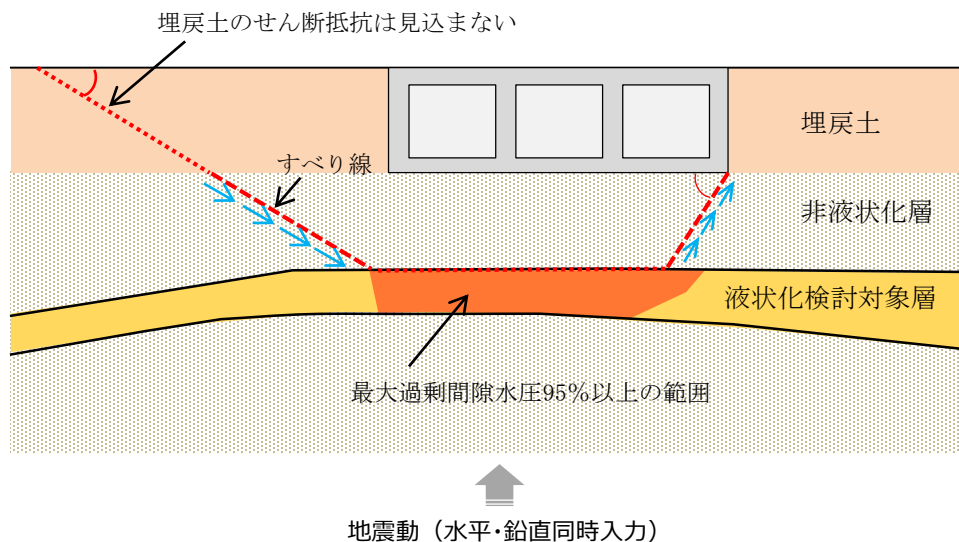 埋戻土のせん断抵抗は見込まない
埋戻土
すべり線
非液状化層
液状化検討対象層
最大過剰間隙水圧95%以上の範囲
地震動（水平･鉛直同時入力）